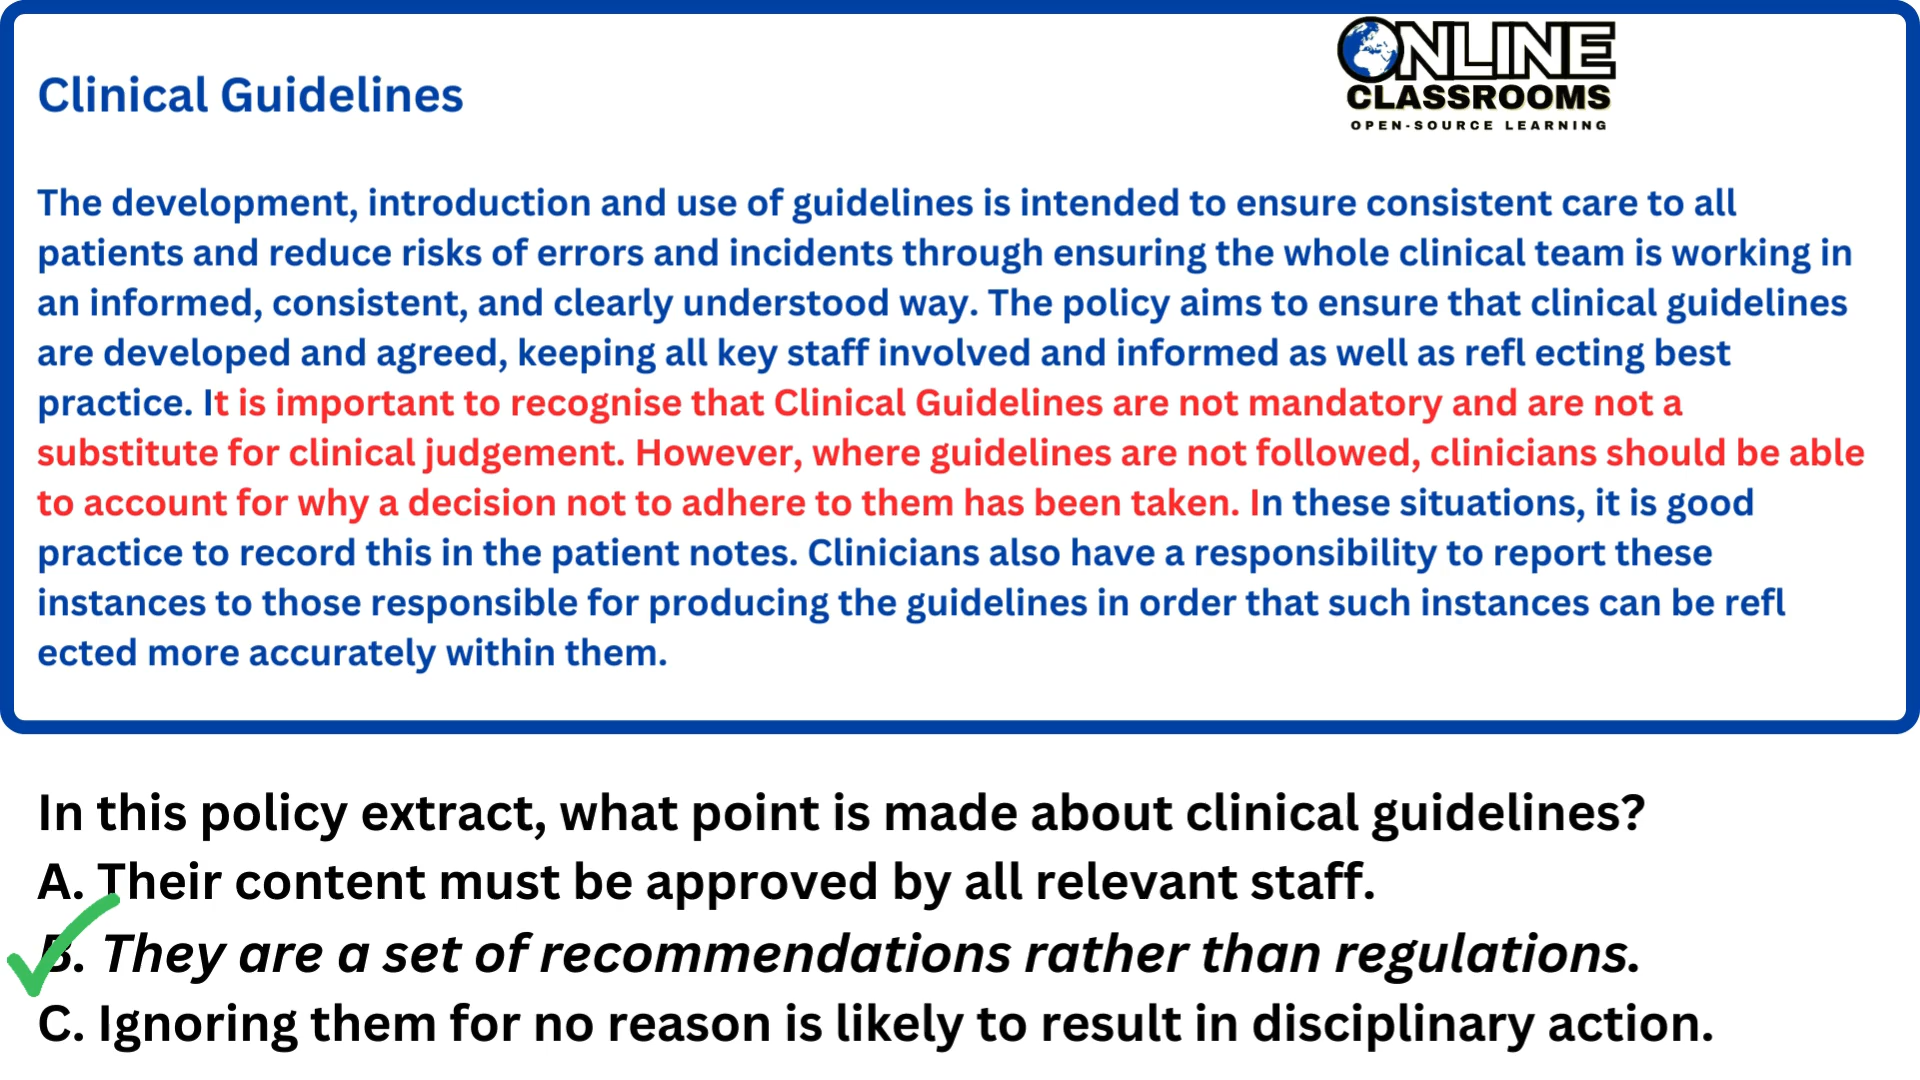 ONLINE
CLASSROOMS
OPEN-SOURCE LEARNING
Clinical Guidelines
The development, introduction and use of guidelines is intended to ensure consistent care to all
patients and reduce risks of errors and incidents through ensuring the whole clinical team is working in
an informed, consistent, and clearly understood way. The policy aims to ensure that clinical guidelines
are developed and agreed, keeping all key staff involved and informed as well as refl ecting best
practice. It is important to recognise that Clinical Guidelines are not mandatory and are not a
substitute for clinical judgement. However, where guidelines are not followed, clinicians should be able
to account for why a decision not to adhere to them has been taken. In these situations, it is good
practice to record this in the patient notes. Clinicians also have a responsibility to report these
instances to those responsible for producing the guidelines in order that such instances can be refl
ected more accurately within them.
In this policy extract, what point is made about clinical guidelines?
A. Their content must be approved by all relevant staff.
B. They are a set of recommendations rather than regulations.
C. Ignoring them for no reason is likely to result in disciplinary action.